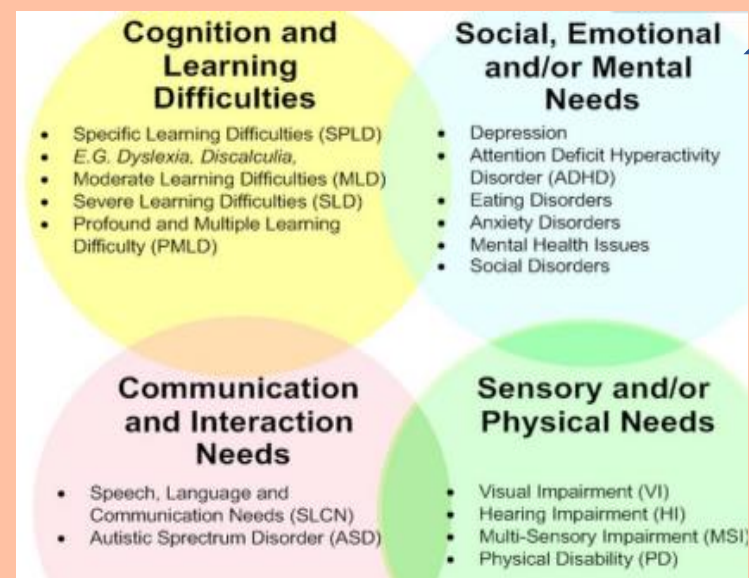 Cognition and
Learning
Difficulties
Specific Learning Difficulties (SPLD)
E.G. Dyslexia, Discalculia,
Moderate Learning Difficulties (MLD)
Severe Learning Difficulties (SLD)
Profound and Multiple Learning
Difficulty (PMLD)
Social, Emotional
and/or Mental
Needs
Depression
Attention Deficit Hyperactivity
Disorder (ADHD)
Eating Disorders
Anxiety Disorders
Mental Health Issues
Social Disorders
Communication
and Interaction
Needs
Speech, Language and
Communication Needs (SLCN)
Autistic Sprectrum Disorder (ASD)
Sensory and/or
Physical Needs
Visual Impairment (VI)
Hearing Impairment (HI)
Multi-Sensory Impairment (MSI)
Physical Disability (PD)